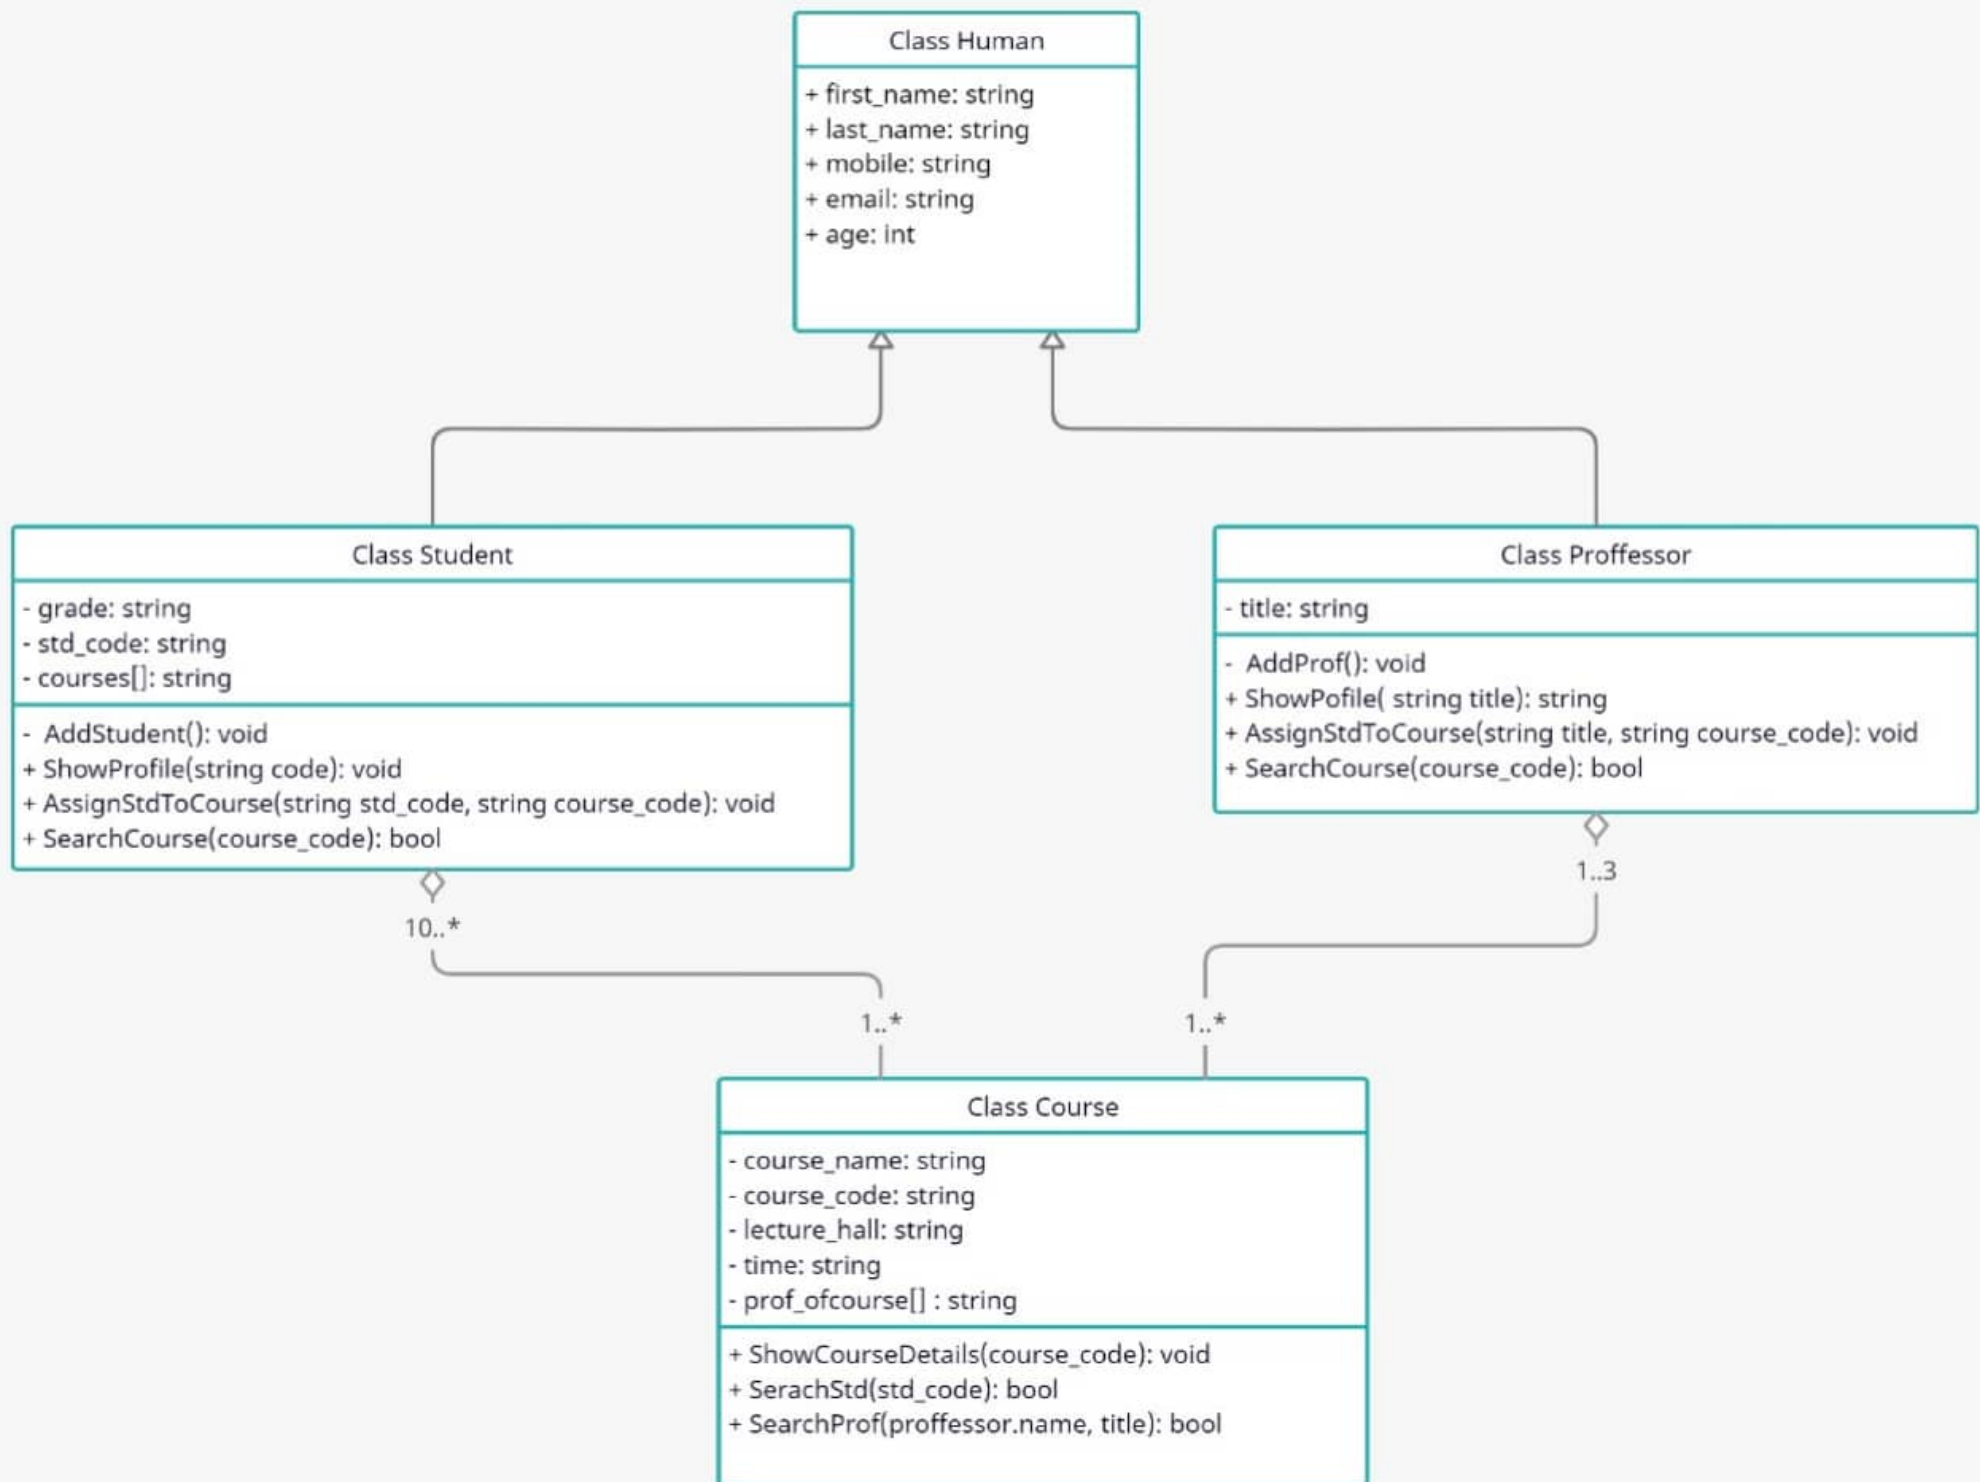 Class Human
+ first_name: string
+ last_name: string
+ mobile: string
+ email: string
+ age: int
Class Student
- grade: string
- std_code: string
- courses[]: string
- AddStudent(): void
+ ShowProfile(string code): void
+ AssignStdToCourse(string std_code, string course_code): void
+ SearchCourse(course_code): bool
10..*
Class Proffessor
- title: string
- AddProf(): void
+ ShowPofile( string title): string
+ AssignStdToCourse(string title, string course_code): void
+ SearchCourse(course_code): bool
1..3
1..*
1..*
Class Course
- course_name: string
- course_code: string
- lecture_hall: string
- time: string
- prof_ofcourse[] : string
+ ShowCourseDetails(course_code): void
+ SerachStd(std_code): bool
+ SearchProf(proffessor.name, title): bool